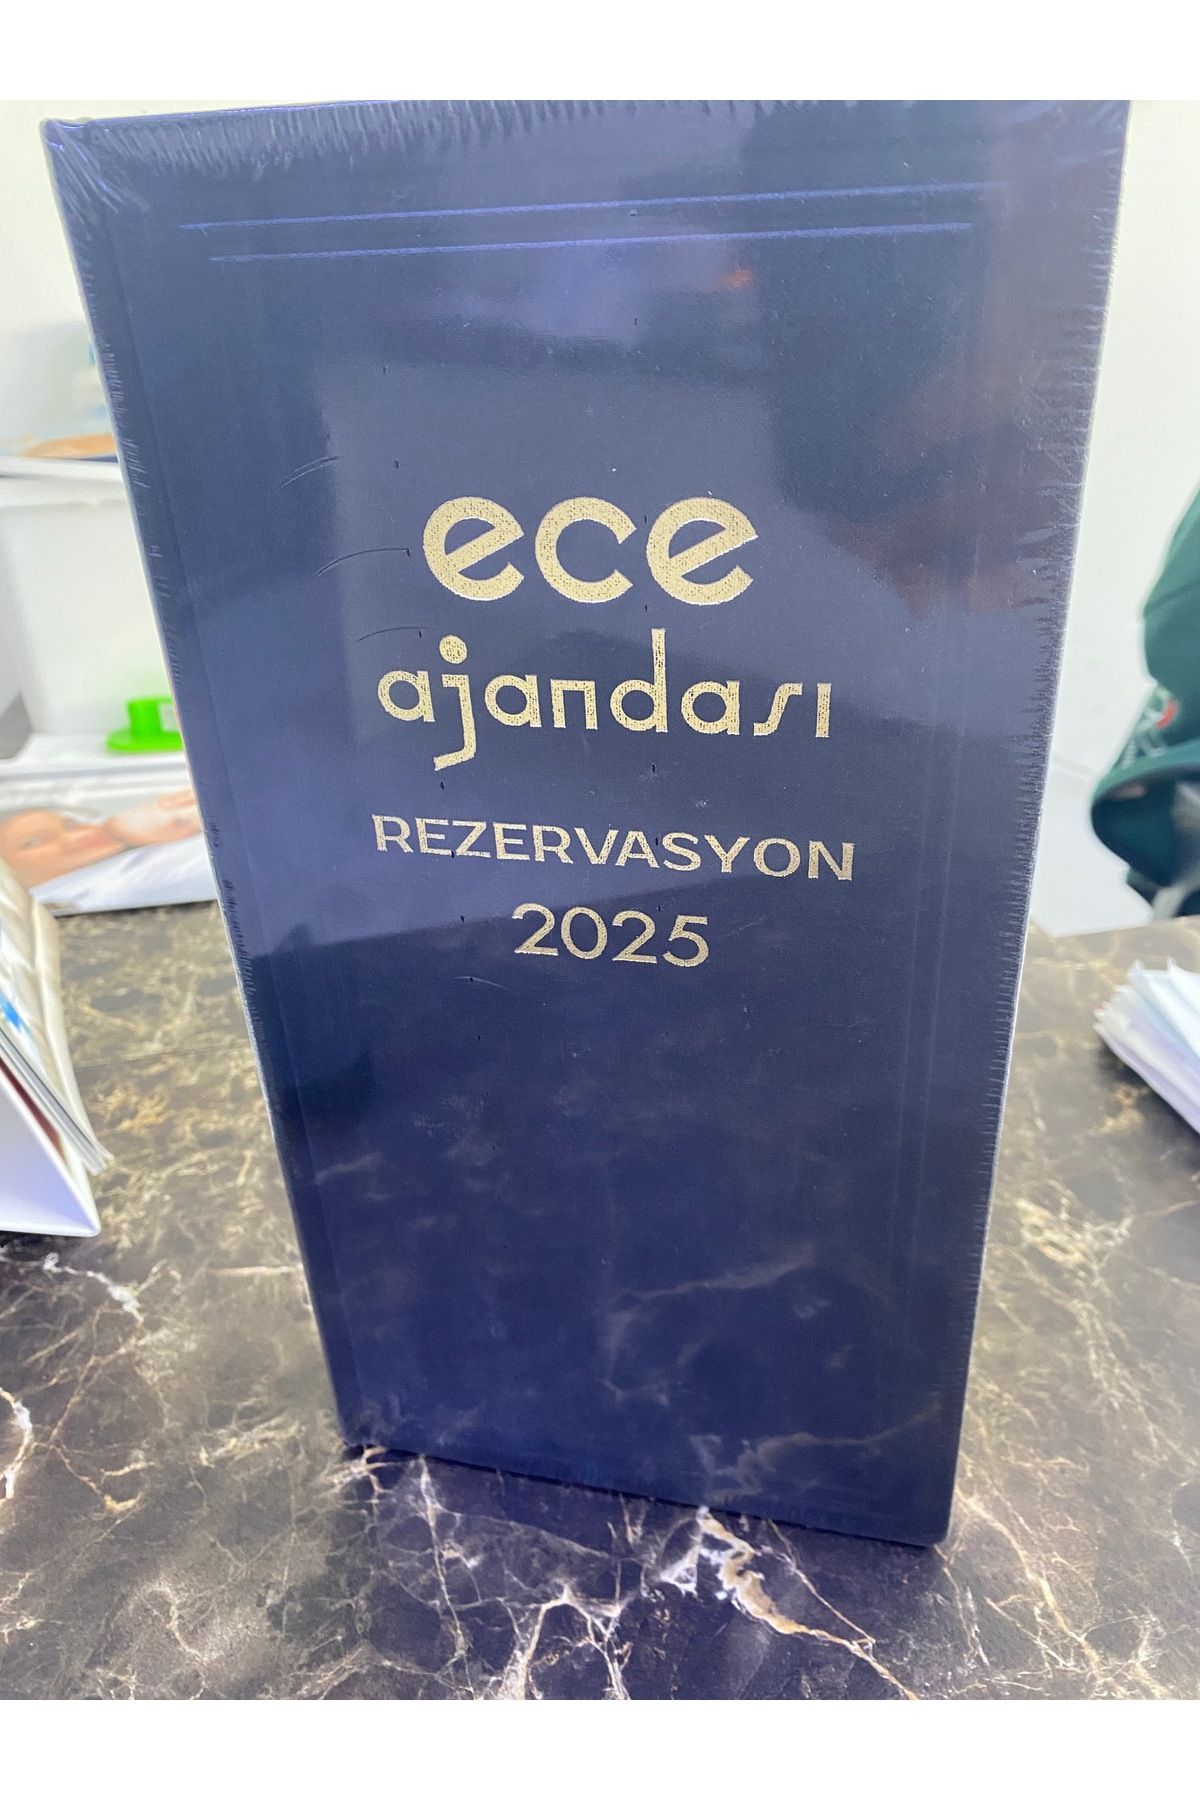 ece
ajandası
REZERVASYON
2025